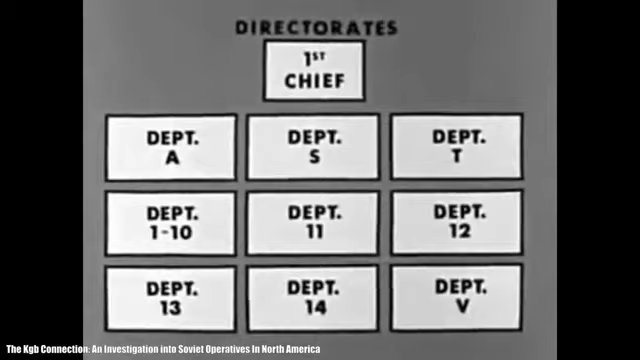 DIRECTORATES
1ST
CHIEF
DEPT.
A
DEPT.
S
DEPT.
T
DEPT.
1-10
DEPT.
11
DEPT.
12
DEPT.
13
DEPT.
14
DEPT.
V
The Kgb Connection: An Investigation into Soviet Operatives In North America